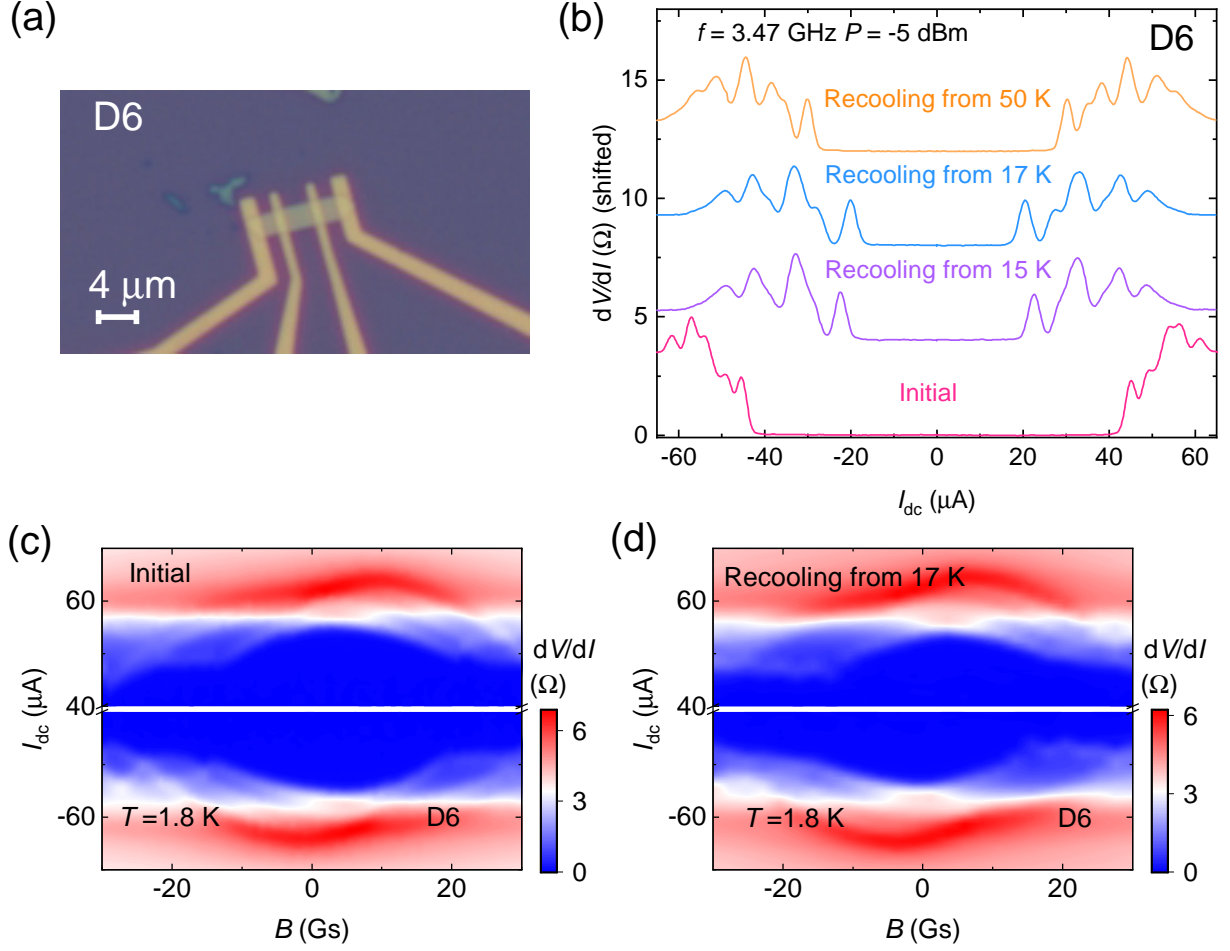 (a)
D6
4 μm
(b)
f = 3.47 GHz P = -5 dBm
D6
Recooling from 50 K
Recooling from 17 K
Recooling from 15 K
Initial
dV/dI (Ω) (shifted)
15
10
5
0
-60 -40 -20 0 20 40 60
I_dc (μA)
(c)
Initial
60
40
40
-60
I_dc (μA)
T =1.8 K
D6
-20 0 20
B (Gs)
dV/dI
(Ω)
6
3
0
(d)
Recooling from 17 K
60
40
40
-60
I_dc (μA)
T =1.8 K
D6
-20 0 20
B (Gs)
dV/dI
(Ω)
6
3
0